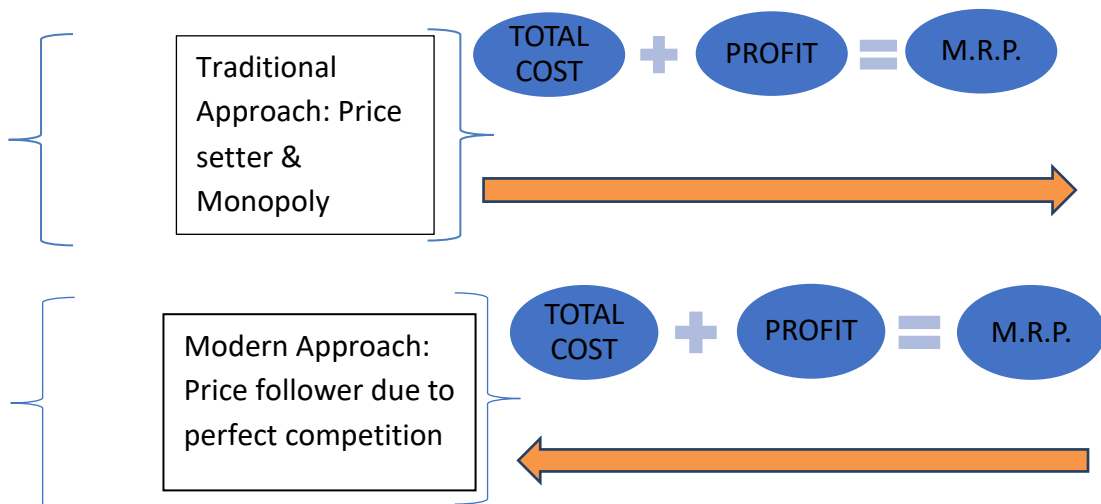 Traditional
Approach: Price
setter &
Monopoly
TOTAL
COST
+
PROFIT
=
M.R.P.
Modern Approach:
Price follower due to
perfect competition
TOTAL
COST
+
PROFIT
=
M.R.P.